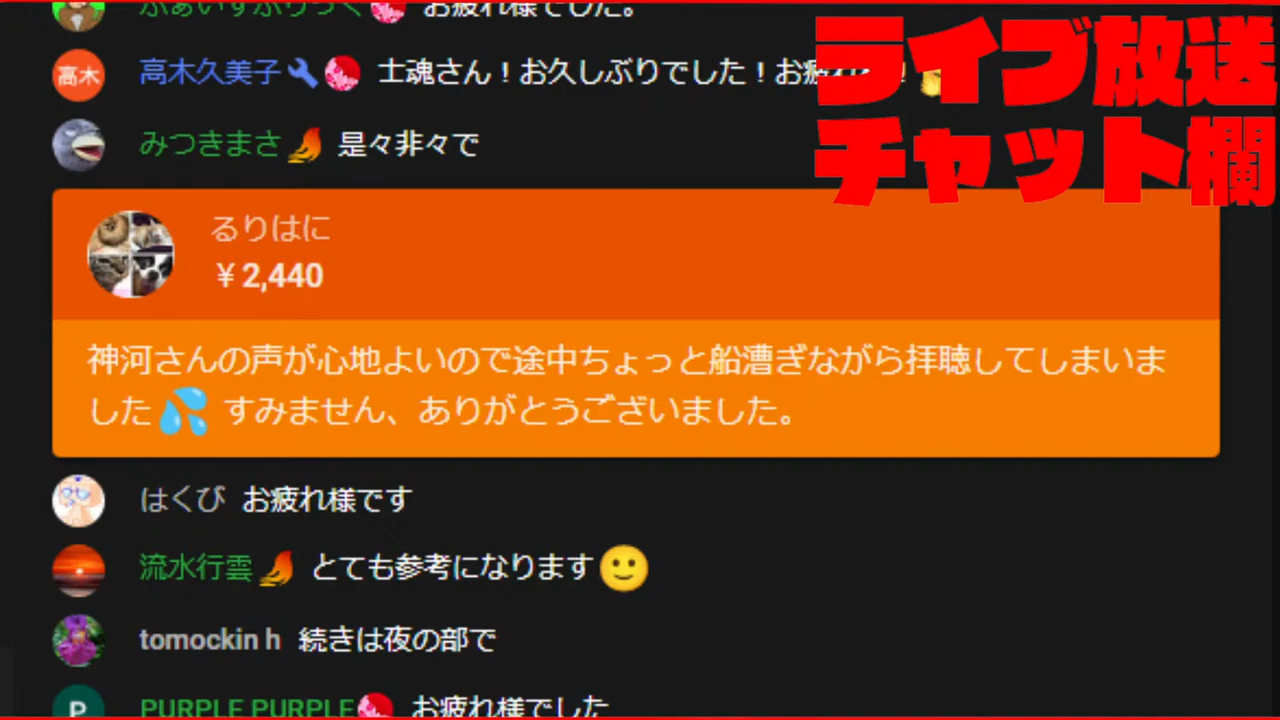 ライブ放送
チャット欄
お疲れ様でした。
高木 高木久美子 士魂さん！お久しぶりでした！お疲れ
みつきまさ 是々非々で
るりはに
￥2,440
神河さんの声が心地よいので途中ちょっと船漕ぎながら拝聴してしまいま
した💦 すみません、ありがとうございました。
はくび お疲れ様です
流水行雲 とても参考になります🙂
tomockin h 続きは夜の部で
P PURPLE PURPLE お疲れ様でした